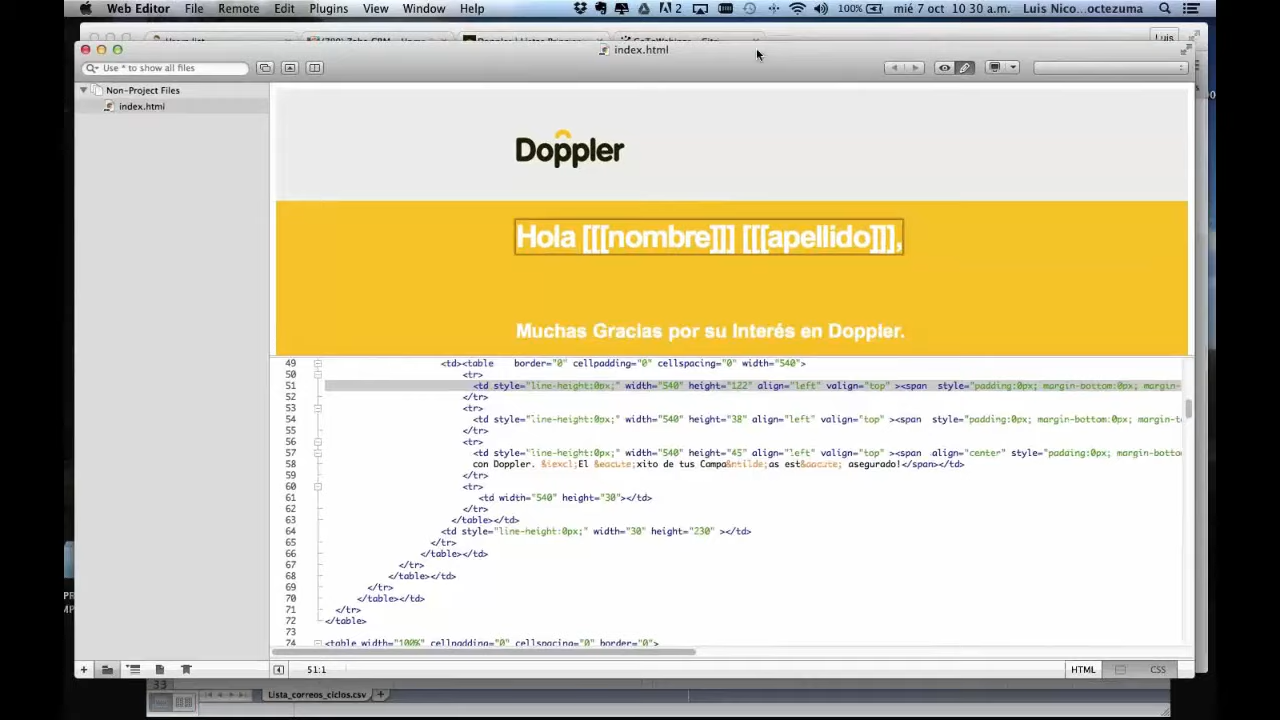 Web Editor File Remote Edit Plugins View Window Help
2 100% mié 7 oct 10:30 a.m. Luis Nico...octezuma
Luis
index.html
Use * to show all files
Non-Project Files
index.html
Doppler
Hola [[[nombre]]] [[[apellido]]],
Muchas Gracias por su Interés en Doppler.
49 <td><table border="0" cellpadding="0" cellspacing="0" width="540">
50 <tr>
51 <td style="line-height:0px;" width="540" height="122" align="left" valign="top" ><span style="padding:0px; margin-bottom:0px; margin-
52 </tr>
53 <tr>
54 <td style="line-height:0px;" width="540" height="38" align="left" valign="top" ><span style="padding:0px; margin-bottom:0px; margin-t
55 </tr>
56 <tr>
57 <td style="line-height:0px;" width="540" height="45" align="left" valign="top" ><span align="center" style="padding:0px; margin-bottom
58 con Doppler. &iexcl;El &eacute;xito de tus Campa&ntilde;as est&aacute; asegurado!</span></td>
59 </tr>
60 <tr>
61 <td width="540" height="30"></td>
62 </tr>
63 </table></td>
64 <td style="line-height:0px;" width="30" height="230" ></td>
65 </tr>
66 </table></td>
67 </tr>
68 </table></td>
69 </tr>
70 </table></td>
71 </tr>
72 </table>
73
74 <table width="100%" cellpadding="0" cellspacing="0" border="0">
51:1 HTML CSS
33
Lista_correos_ciclos.csv